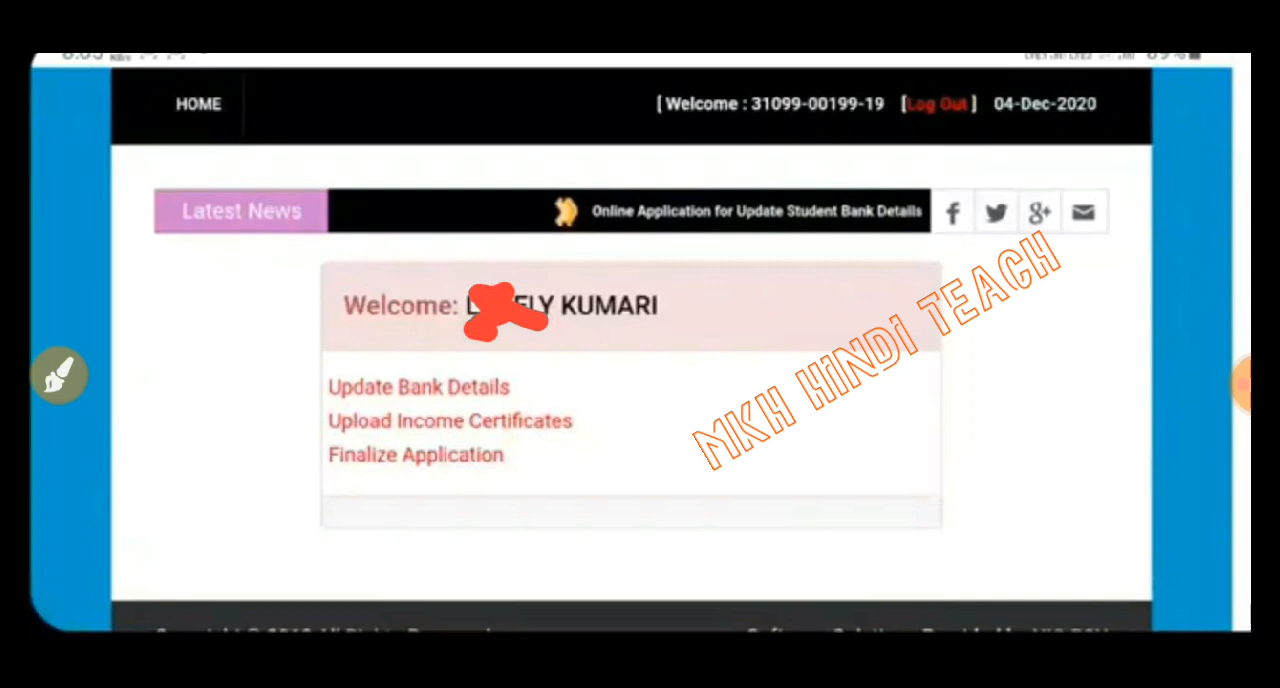 HOME
[ Welcome : 31099-00199-19 [Log Out ] 04-Dec-2020
Latest News
Online Application for Update Student Bank Details
Welcome: KUMARI
Update Bank Details
Upload Income Certificates
Finalize Application
MKH HINDI TEACH